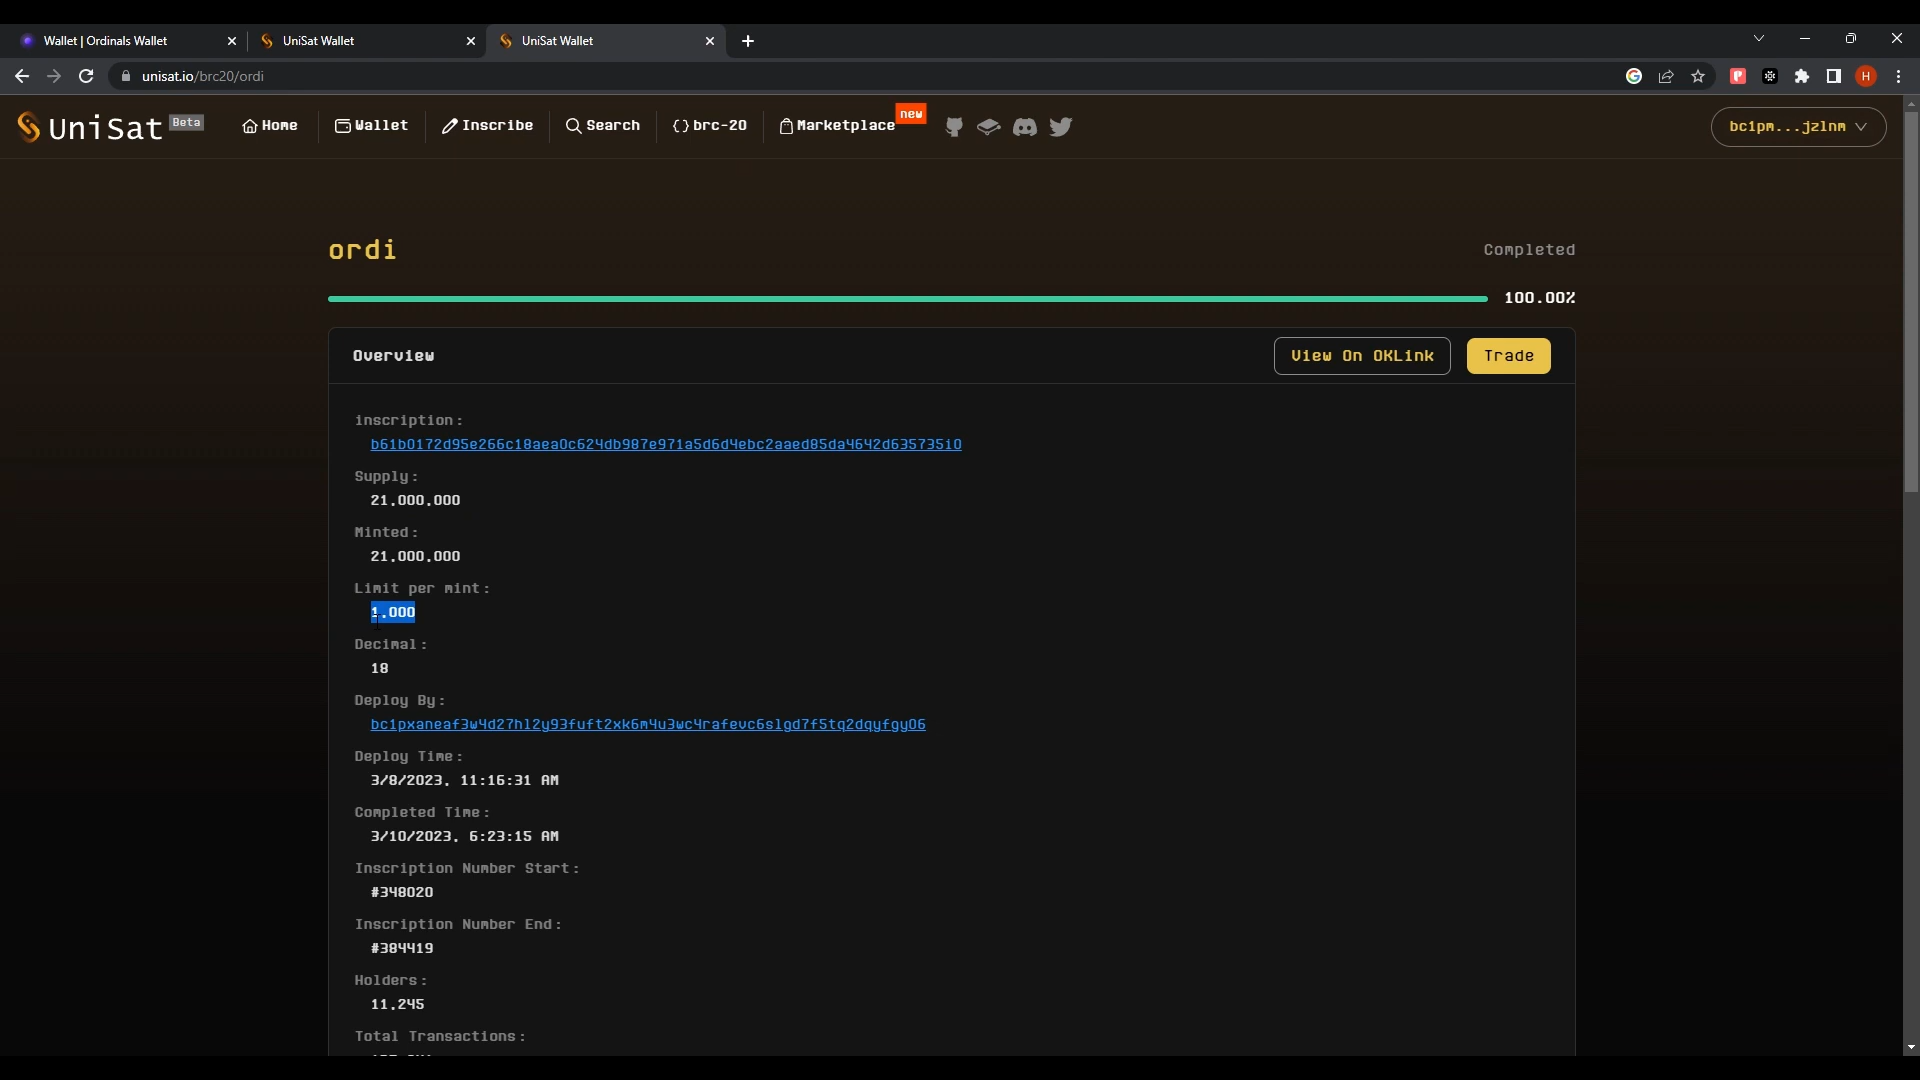 Wallet | Ordinals Wallet
UniSat Wallet
UniSat Wallet
unisat.io/brc20/ordi
H
UniSat Beta
Home
Wallet
Inscribe
Search
brc-20
Marketplace
new
bc1pm...jzlnm
ordi
Completed
100.00%
Overview
View On OKLink
Trade
inscription:
b61b0172d95e266c18aea0c624db987e971a5d6d4ebc2aaed85da4642d635735i0
Supply:
21,000,000
Minted:
21,000,000
Limit per mint:
1,000
Decimal:
18
Deploy By:
bc1pxaneaf3w4d27hl2y93fuft2xk6m4u3wc4rafevc6slgd7f5tq2dqyfgy06
Deploy Time:
3/8/2023, 11:16:31 AM
Completed Time:
3/10/2023, 6:23:15 AM
Inscription Number Start:
#348020
Inscription Number End:
#384419
Holders:
11,245
Total Transactions: